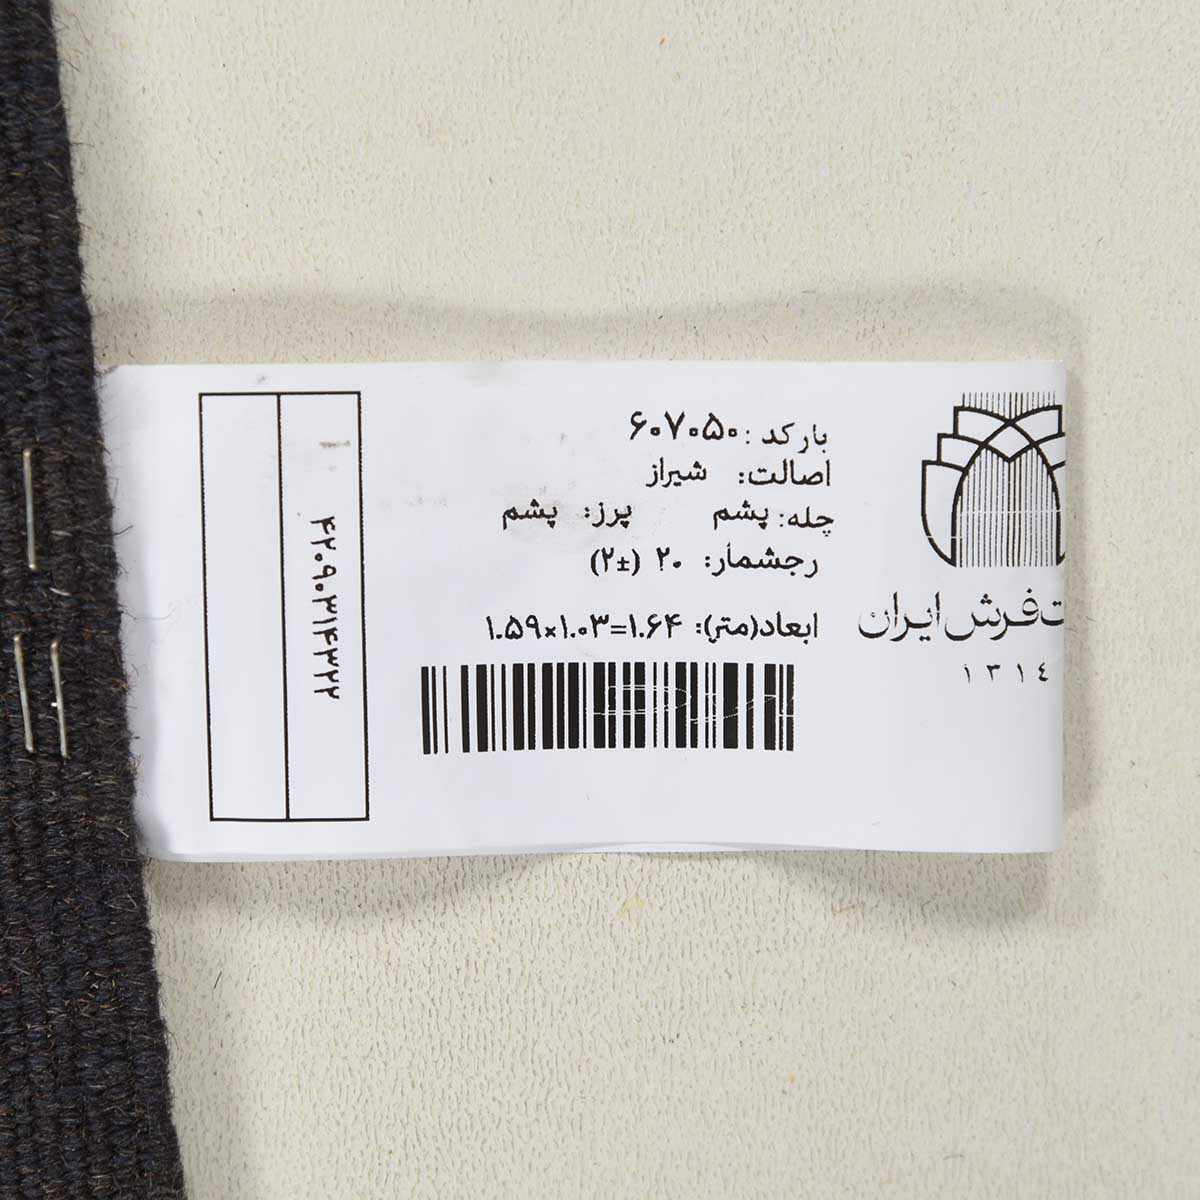 بارکد: ۶۰۷۰۵۰
اصالت: شیراز
چله: پشم پرز: پشم
رجشمار: ۲۰ (±۲)
ابعاد(متر): ۱.۵۹×۱.۰۳=۱.۶۴
فرش ایران
۱۳۱٤
۴۲۰۹۰۳۱۴۳۲۲